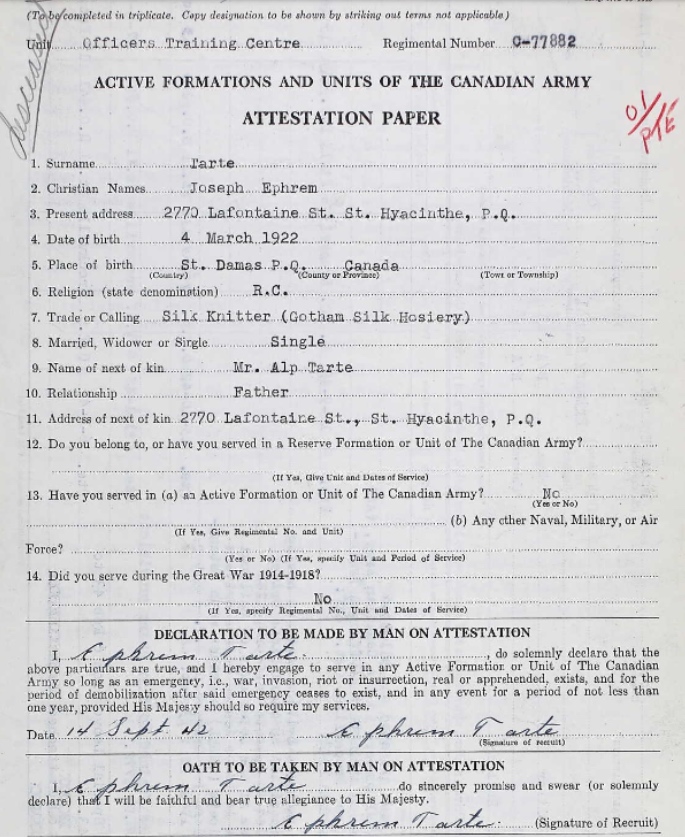 (To be completed in triplicate. Copy designation to be shown by striking out terms not applicable.)
deceased
Unit Officers Training Centre Regimental Number C-77882
ACTIVE FORMATIONS AND UNITS OF THE CANADIAN ARMY
ATTESTATION PAPER
01/
PTE
1. Surname Tarte
2. Christian Names Joseph Ephrem
3. Present address 2770 Lafontaine St. St. Hyacinthe, P.Q.
4. Date of birth 4 March 1922
5. Place of birth St. Damas P.Q. Canada
(Country) (County or Province) (Town or Township)
6. Religion (state denomination) R.C.
7. Trade or Calling Silk Knitter (Gotham Silk Hosiery)
8. Married, Widower or Single Single
9. Name of next of kin Mr. Alp Tarte
10. Relationship Father
11. Address of next of kin 2770 Lafontaine St., St. Hyacinthe, P.Q.
12. Do you belong to, or have you served in a Reserve Formation or Unit of The Canadian Army?
(If Yes, Give Unit and Dates of Service)
13. Have you served in (a) an Active Formation or Unit of The Canadian Army? No
(Yes or No)
(b) Any other Naval, Military, or Air
(If Yes, Give Regimental No. and Unit)
Force?
(Yes or No) (If Yes, specify Unit and Period of Service)
14. Did you serve during the Great War 1914-1918?
No
(If Yes, specify Regimental No., Unit and Dates of Service)
DECLARATION TO BE MADE BY MAN ON ATTESTATION
I, Ephrem Tarte, do solemnly declare that the
above particulars are true, and I hereby engage to serve in any Active Formation or Unit of The Canadian
Army so long as an emergency, i.e., war, invasion, riot or insurrection, real or apprehended, exists, and for the
period of demobilization after said emergency ceases to exist, and in any event for a period of not less than
one year, provided His Majesty should so require my services.
Date 14 Sept. 42 Ephrem Tarte
(Signature of recruit)
OATH TO BE TAKEN BY MAN ON ATTESTATION
I, Ephrem Tarte do sincerely promise and swear (or solemnly
declare) that I will be faithful and bear true allegiance to His Majesty.
Ephrem Tarte (Signature of Recruit)